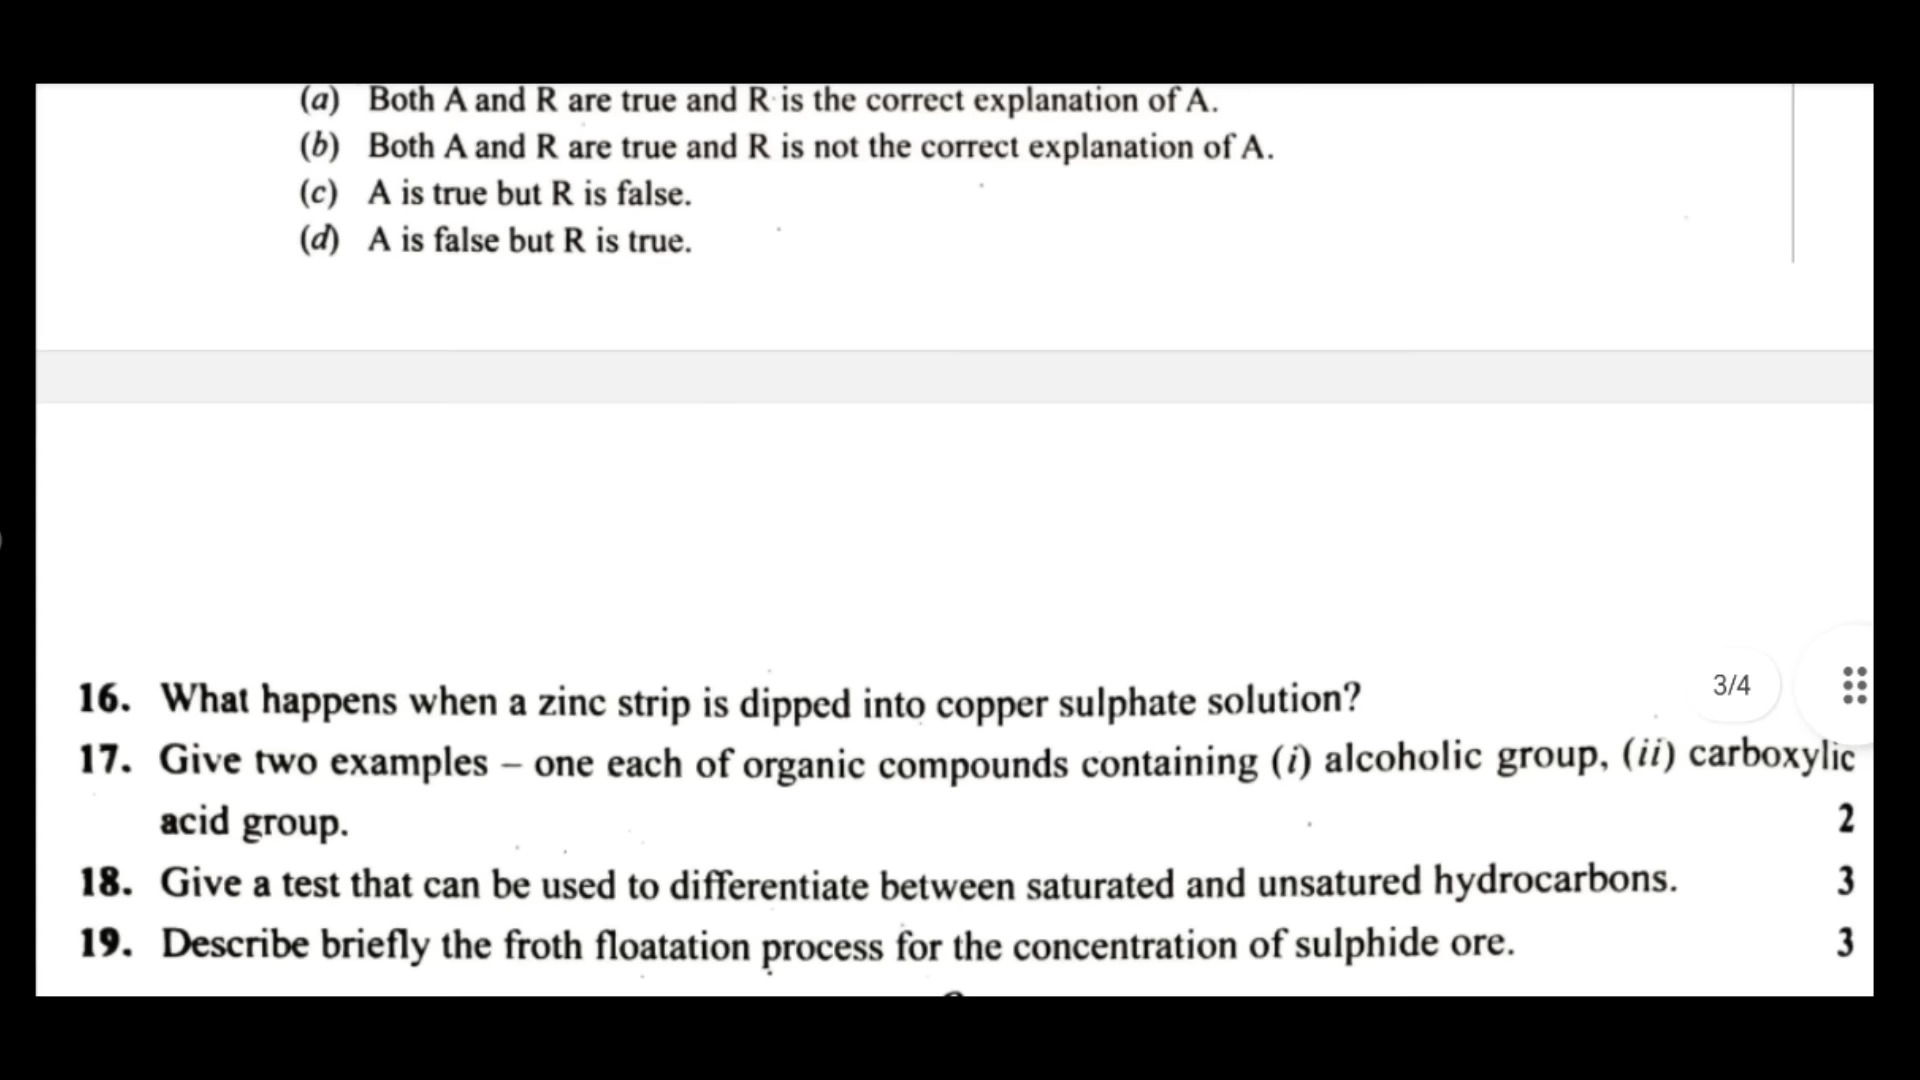 (a) Both A and R are true and R is the correct explanation of A.
(b) Both A and R are true and R is not the correct explanation of A.
(c) A is true but R is false.
(d) A is false but R is true.
16. What happens when a zinc strip is dipped into copper sulphate solution?
3/4
17. Give two examples – one each of organic compounds containing (i) alcoholic group, (ii) carboxylic
acid group. 2
18. Give a test that can be used to differentiate between saturated and unsatured hydrocarbons. 3
19. Describe briefly the froth floatation process for the concentration of sulphide ore. 3